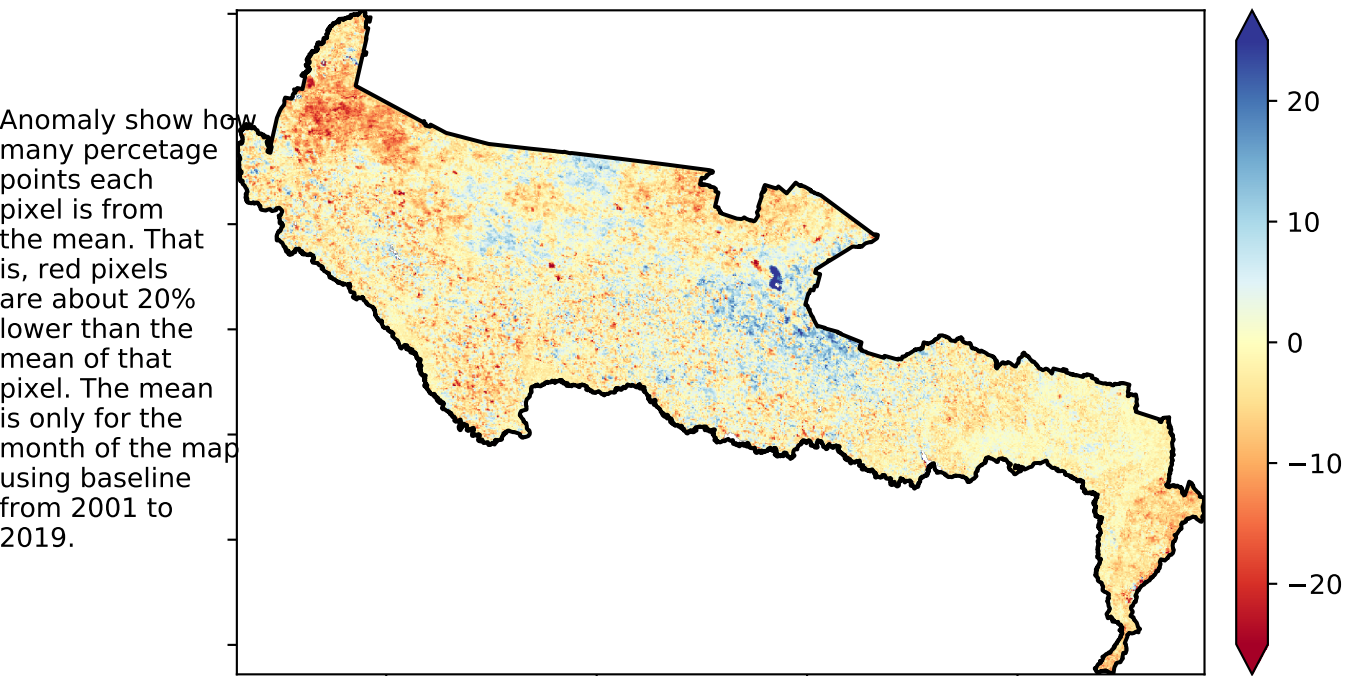 Anomaly show how
many percetage
points each
pixel is from
the mean. That
is, red pixels
are about 20%
lower than the
mean of that
pixel. The mean
is only for the
month of the map
using baseline
from 2001 to
2019.
20
10
0
−10
−20